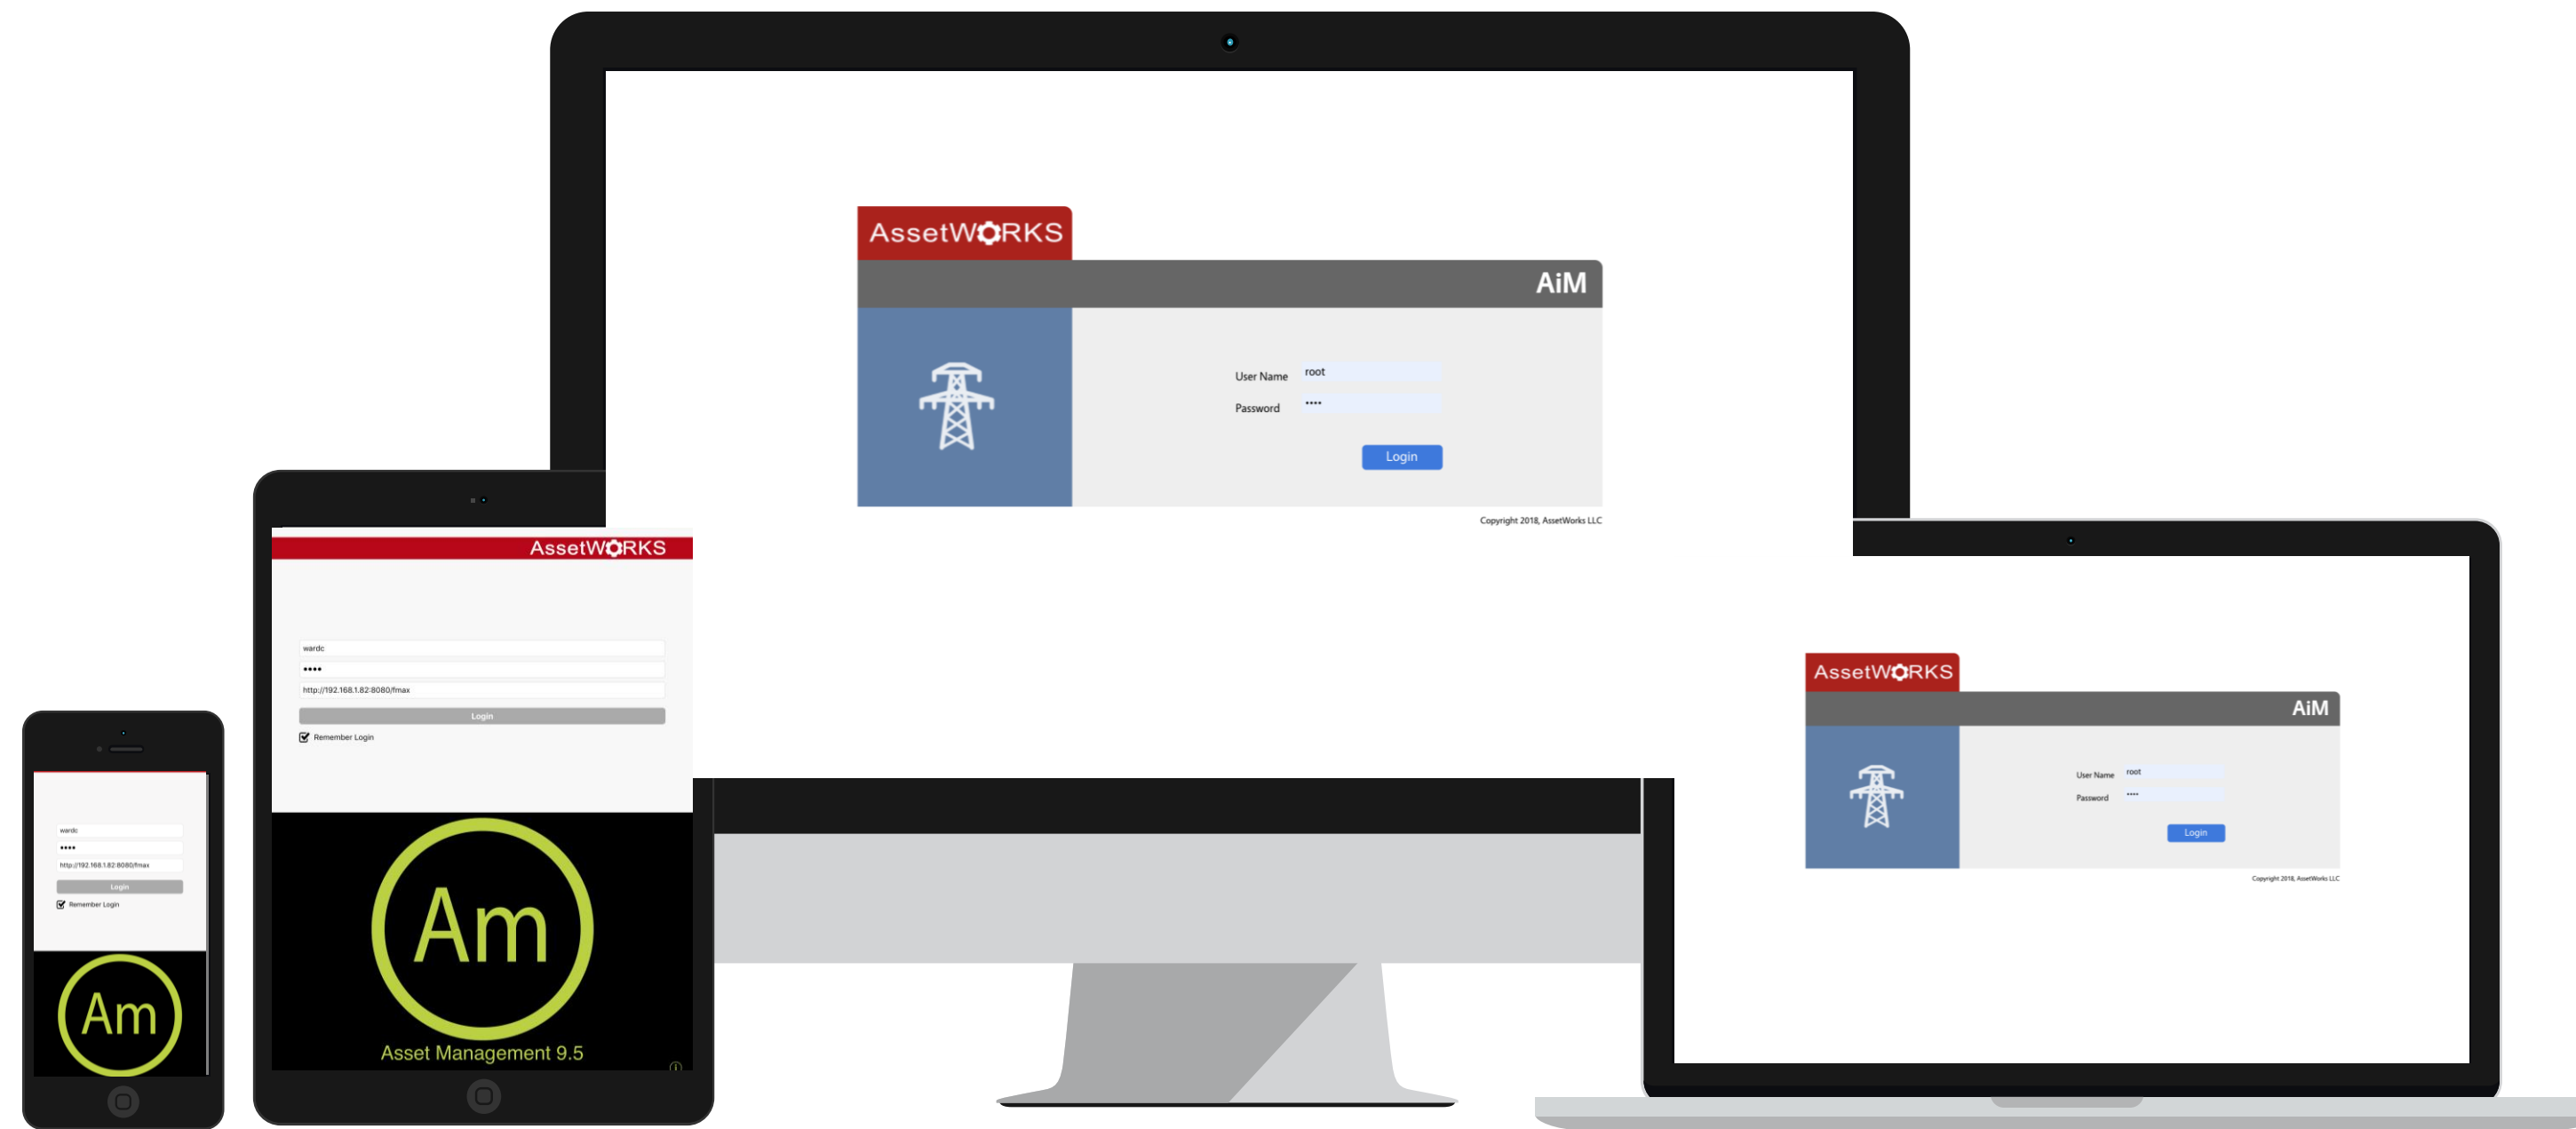 AssetWORKS
AiM
User Name root
Password ••••
Login
Copyright 2018, AssetWorks LLC
AssetWORKS
wardc
••••
http://192.168.1.82:8080/fmax
Login
Remember Login
Am
Asset Management 9.5
wardc
••••
http://192.168.1.82:8080/fmax
Login
Remember Login
Am
AssetWORKS
AiM
User Name root
Password ••••
Login
Copyright 2018, AssetWorks LLC